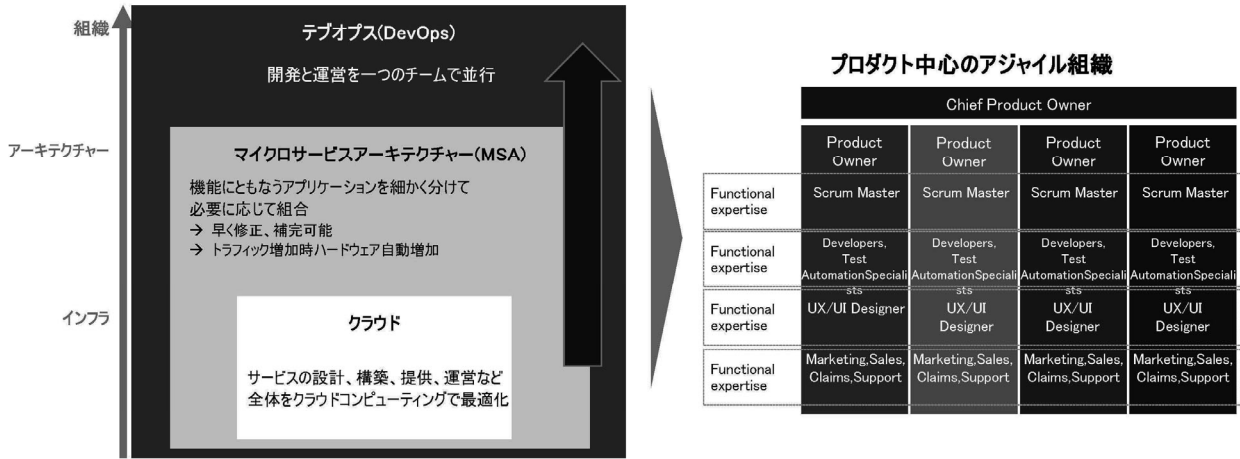 組織
アーキテクチャー
インフラ
テブオプス(DevOps)
開発と運営を一つのチームで並行
マイクロサービスアーキテクチャー(MSA)
機能にともなうアプリケーションを細かく分けて
必要に応じて組合
→ 早く修正、補完可能
→ トラフィック増加時ハードウェア自動増加
クラウド
サービスの設計、構築、提供、運営など
全体をクラウドコンピューティングで最適化
プロダクト中心のアジャイル組織
Chief Product Owner
Product Owner
Product Owner
Product Owner
Product Owner
Functional
expertise
Scrum Master
Scrum Master
Scrum Master
Scrum Master
Functional
expertise
Developers,
Test
AutomationSpeciali
sts
Developers,
Test
AutomationSpeciali
sts
Developers,
Test
AutomationSpeciali
sts
Developers,
Test
AutomationSpeciali
sts
Functional
expertise
UX/UI Designer
UX/UI
Designer
UX/UI
Designer
UX/UI
Designer
Functional
expertise
Marketing,Sales,
Claims,Support
Marketing,Sales,
Claims,Support
Marketing,Sales,
Claims,Support
Marketing,Sales,
Claims,Support